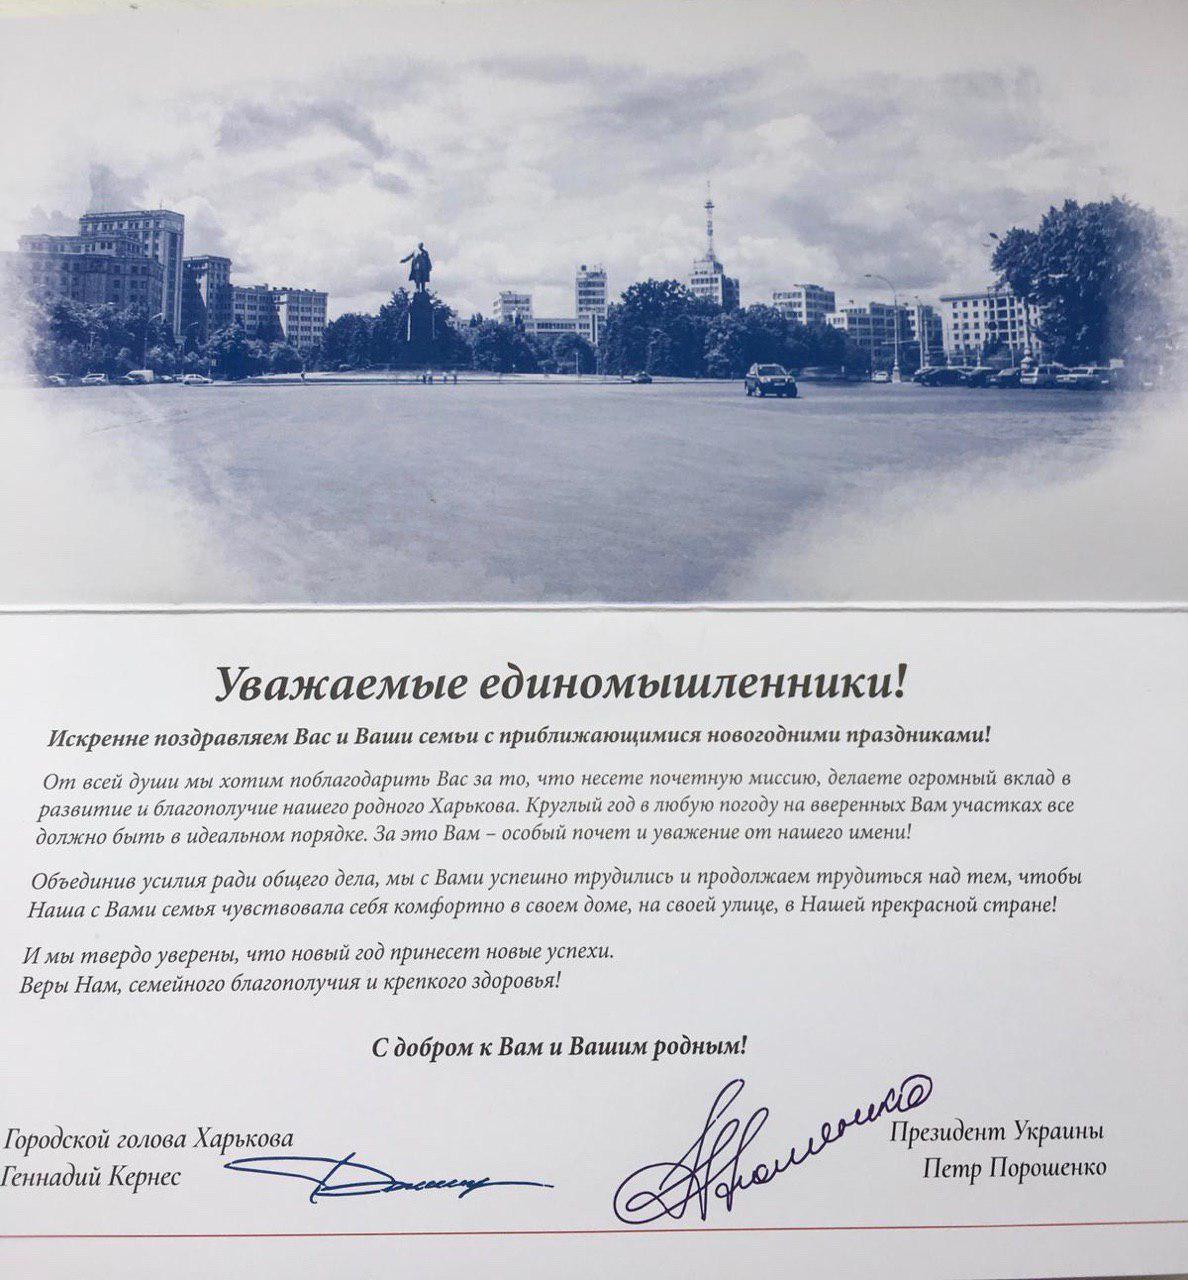 Уважаемые единомышленники!
Искренне поздравляем Вас и Ваши семьи с приближающимися новогодними праздниками!
От всей души мы хотим поблагодарить Вас за то, что несете почетную миссию, делаете огромный вклад в
развитие и благополучие нашего родного Харькова. Круглый год в любую погоду на вверенных Вам участках все
должно быть в идеальном порядке. За это Вам – особый почет и уважение от нашего имени!
Объединив усилия ради общего дела, мы с Вами успешно трудились и продолжаем трудиться над тем, чтобы
Наша с Вами семья чувствовала себя комфортно в своем доме, на своей улице, в Нашей прекрасной стране!
И мы твердо уверены, что новый год принесет новые успехи.
Веры Нам, семейного благополучия и крепкого здоровья!
С добром к Вам и Вашим родным!
Городской голова Харькова
Геннадий Кернес
Президент Украины
Петр Порошенко